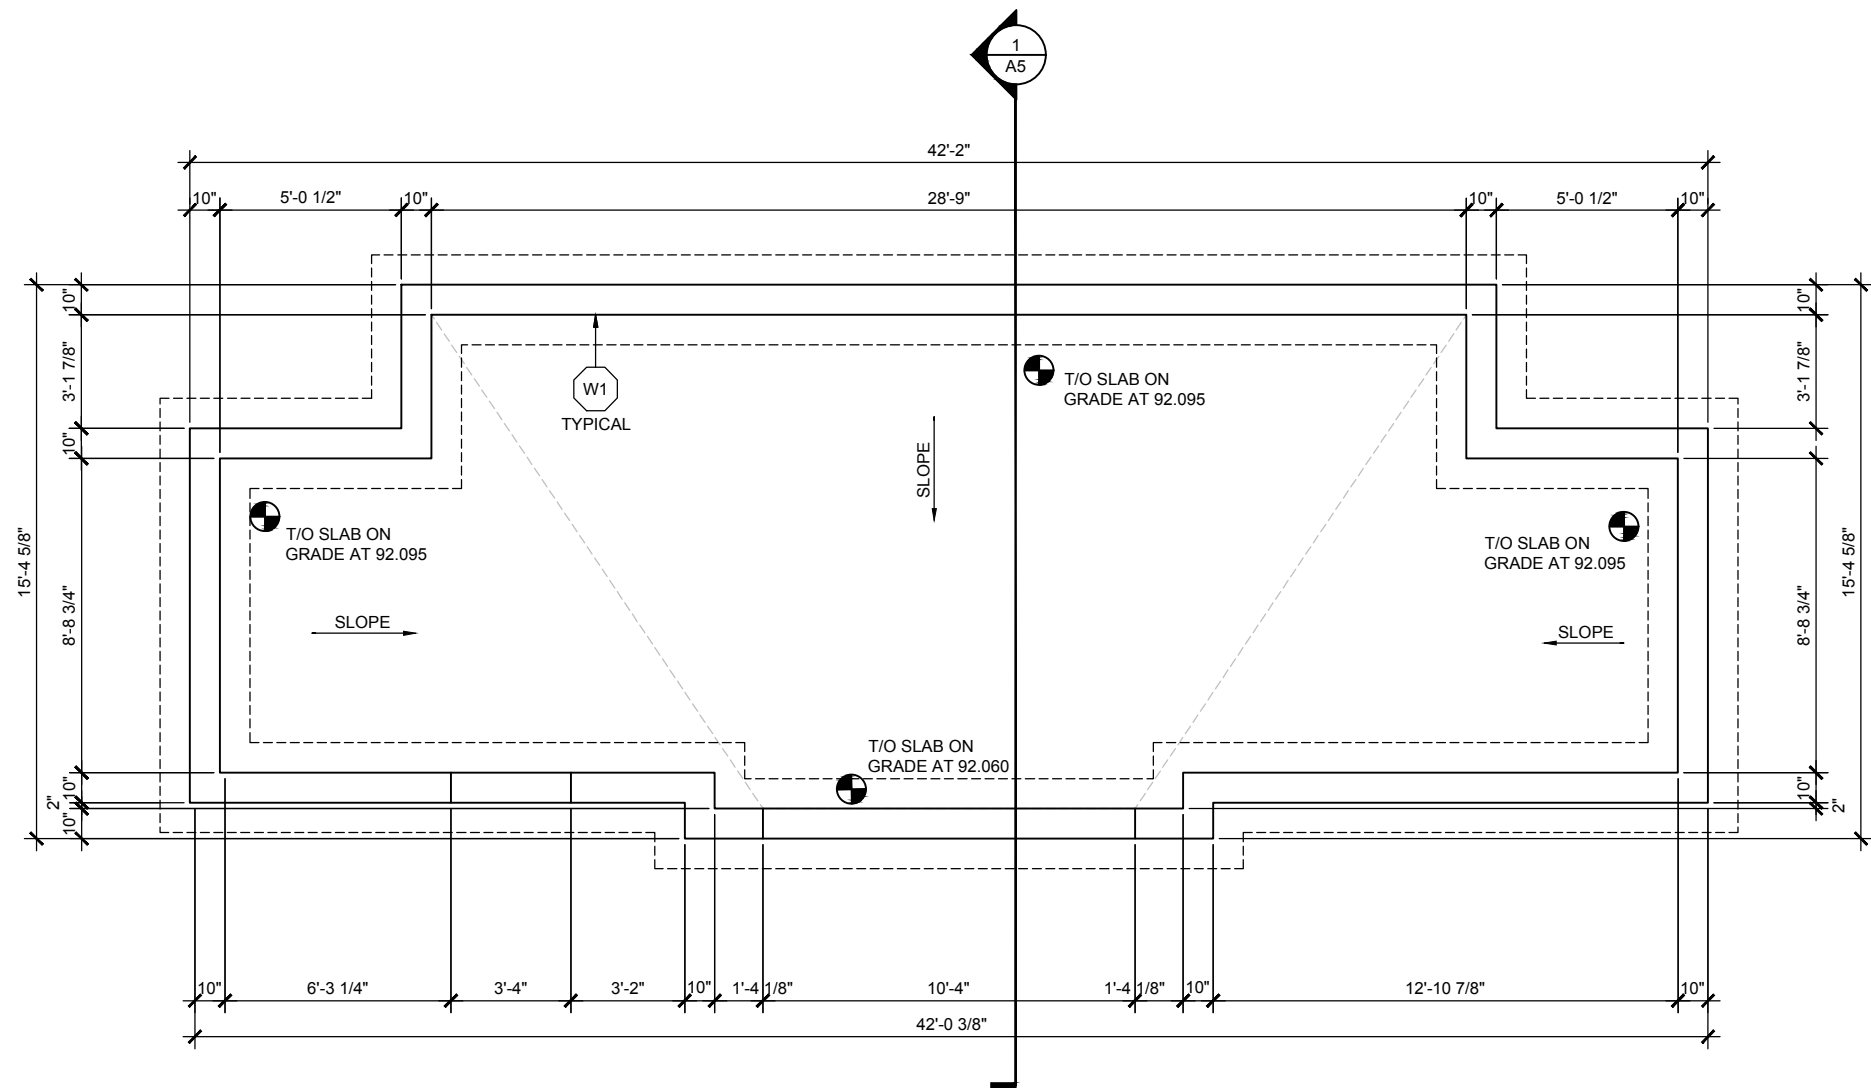 1
A5
42'-2"
10"
5'-0 1/2"
10"
28'-9"
10"
5'-0 1/2"
10"
10"
3'-1 7/8"
10"
15'-4 5/8"
8'-8 3/4"
10"
2"
10"
W1
TYPICAL
T/O SLAB ON
GRADE AT 92.095
SLOPE
T/O SLAB ON
GRADE AT 92.095
SLOPE
T/O SLAB ON
GRADE AT 92.095
SLOPE
T/O SLAB ON
GRADE AT 92.060
10"
3'-1 7/8"
15'-4 5/8"
8'-8 3/4"
10"
2"
10"
6'-3 1/4"
3'-4"
3'-2"
10"
1'-4 1/8"
10'-4"
1'-4 1/8"
10"
12'-10 7/8"
10"
42'-0 3/8"